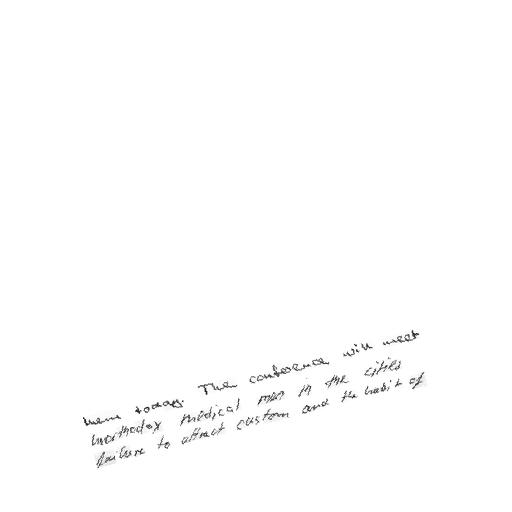 here today. Then conference will meet
unorthodox medical men in the cities
failure to attract custom and the habit of